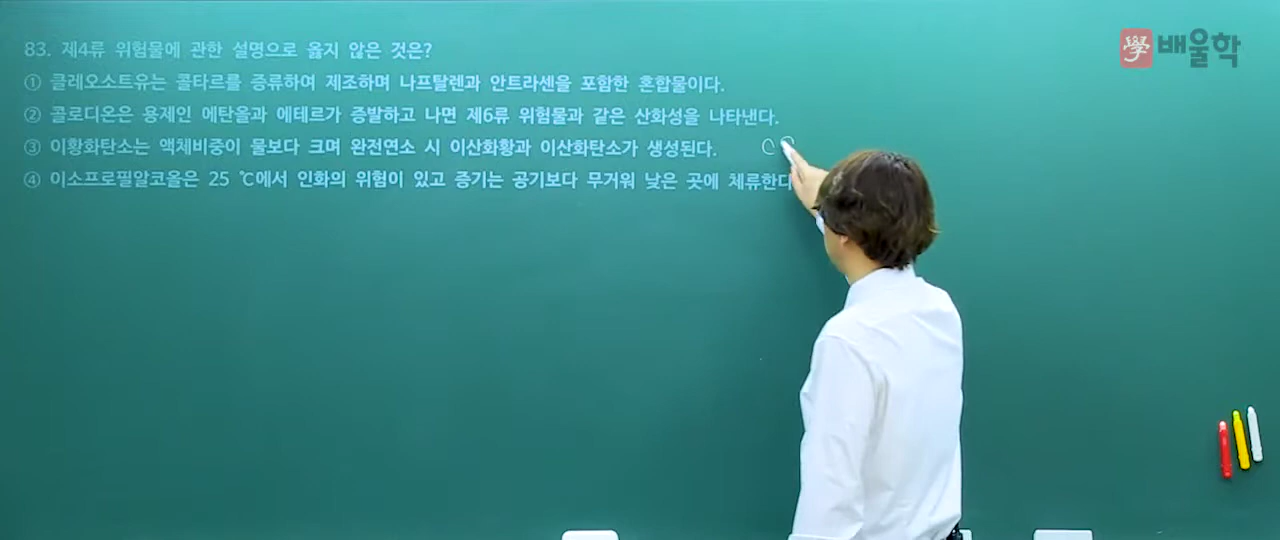 學 배울학
83. 제4류 위험물에 관한 설명으로 옳지 않은 것은?
① 클레오소트유는 콜타르를 증류하여 제조하며 나프탈렌과 안트라센을 포함한 혼합물이다.
② 콜로디온은 용제인 에탄올과 에테르가 증발하고 나면 제6류 위험물과 같은 산화성을 나타낸다.
③ 이황화탄소는 액체비중이 물보다 크며 완전연소 시 이산화황과 이산화탄소가 생성된다.
④ 이소프로필알코올은 25 ℃에서 인화의 위험이 있고 증기는 공기보다 무거워 낮은 곳에 체류한다